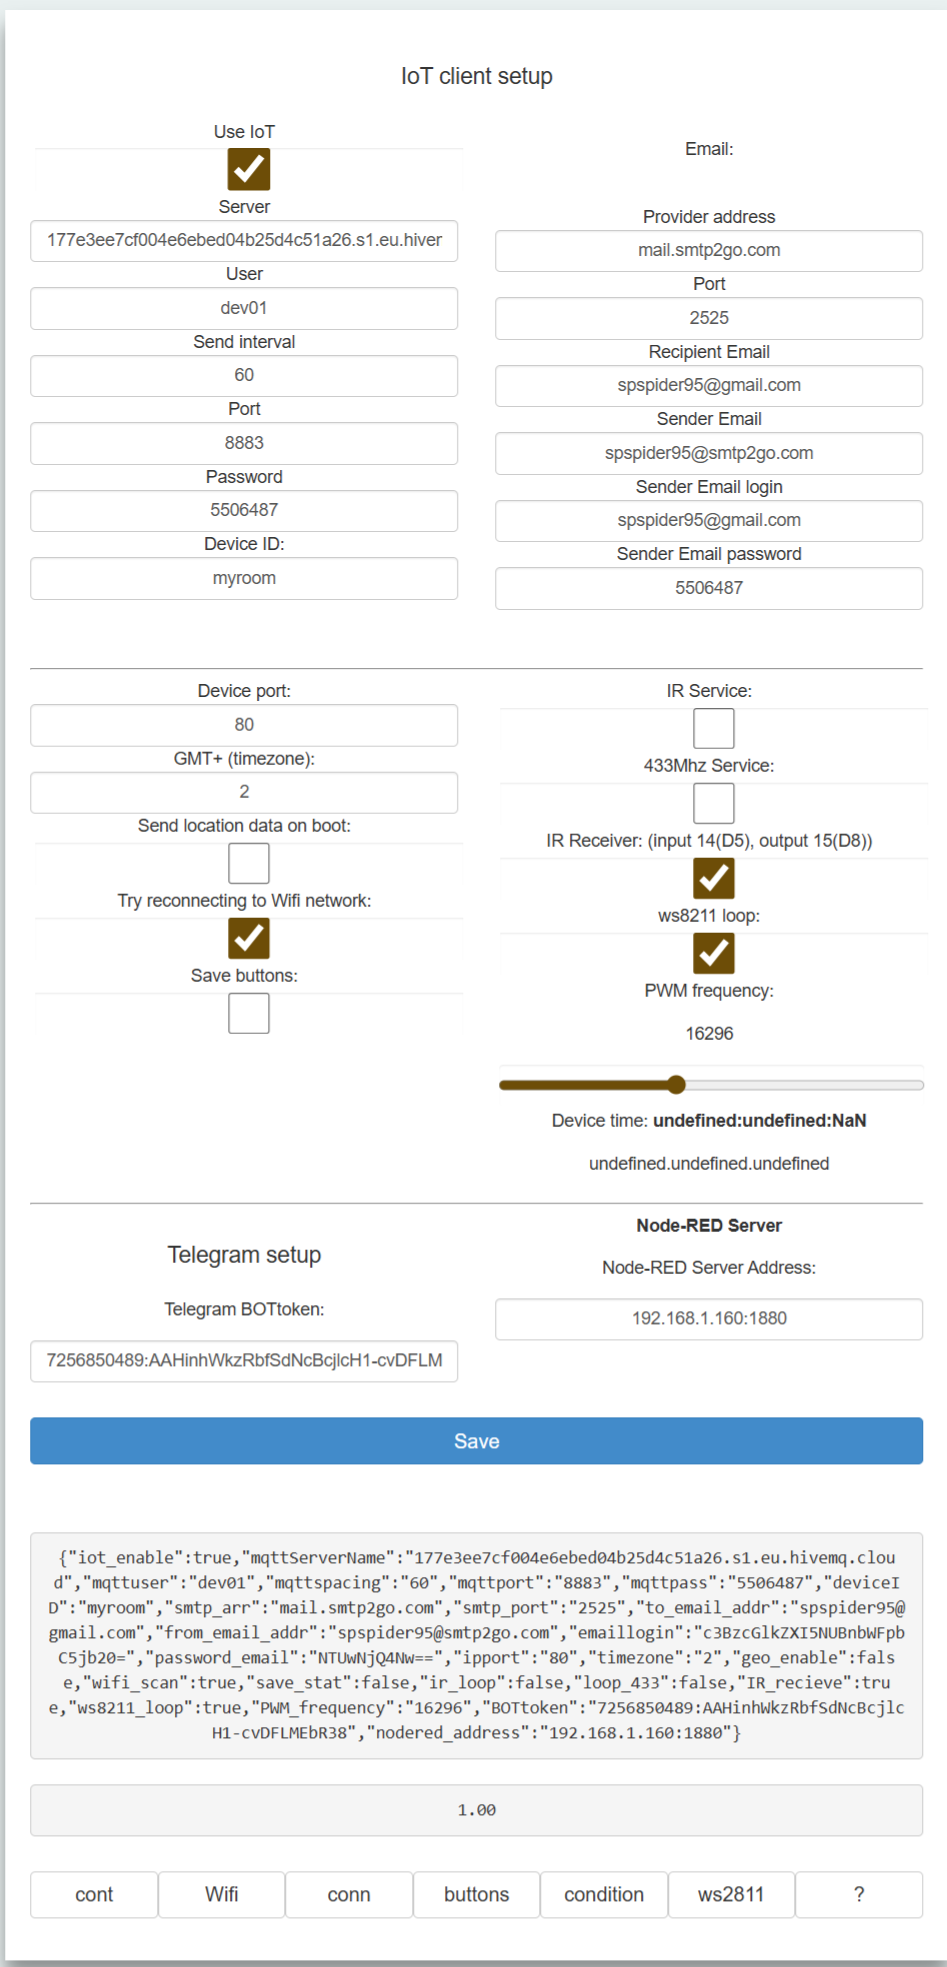 IoT client setup
Use IoT
Server
177e3ee7cf004e6ebed04b25d4c51a26.s1.eu.hiver
User
dev01
Send interval
60
Port
8883
Password
5506487
Device ID:
myroom
Email:
Provider address
mail.smtp2go.com
Port
2525
Recipient Email
spspider95@gmail.com
Sender Email
spspider95@smtp2go.com
Sender Email login
spspider95@gmail.com
Sender Email password
5506487
Device port:
80
GMT+ (timezone):
2
Send location data on boot:
Try reconnecting to Wifi network:
Save buttons:
IR Service:
433Mhz Service:
IR Receiver: (input 14(D5), output 15(D8))
ws8211 loop:
PWM frequency:
16296
Device time: undefined:undefined:NaN
undefined.undefined.undefined
Telegram setup
Telegram BOTtoken:
7256850489:AAHinhWkzRbfSdNcBcjlcH1-cvDFLM
Node-RED Server
Node-RED Server Address:
192.168.1.160:1880
Save
{"iot_enable":true,"mqttServerName":"177e3ee7cf004e6ebed04b25d4c51a26.s1.eu.hivemq.clou
d","mqttuser":"dev01","mqttspacing":"60","mqttport":"8883","mqttpass":"5506487","deviceI
D":"myroom","smtp_arr":"mail.smtp2go.com","smtp_port":"2525","to_email_addr":"spspider95@
gmail.com","from_email_addr":"spspider95@smtp2go.com","emaillogin":"c3BzcGlkZXI5NUBnbWFpb
C5jb20=","password_email":"NTUwNjQ4Nw==","ipport":"80","timezone":"2","geo_enable":fals
e,"wifi_scan":true,"save_stat":false,"ir_loop":false,"loop_433":false,"IR_recieve":tru
e,"ws8211_loop":true,"PWM_frequency":"16296","BOTtoken":"7256850489:AAHinhWkzRbfSdNcBcjlc
H1-cvDFLMEbR38","nodered_address":"192.168.1.160:1880"}
1.00
cont
Wifi
conn
buttons
condition
ws2811
?